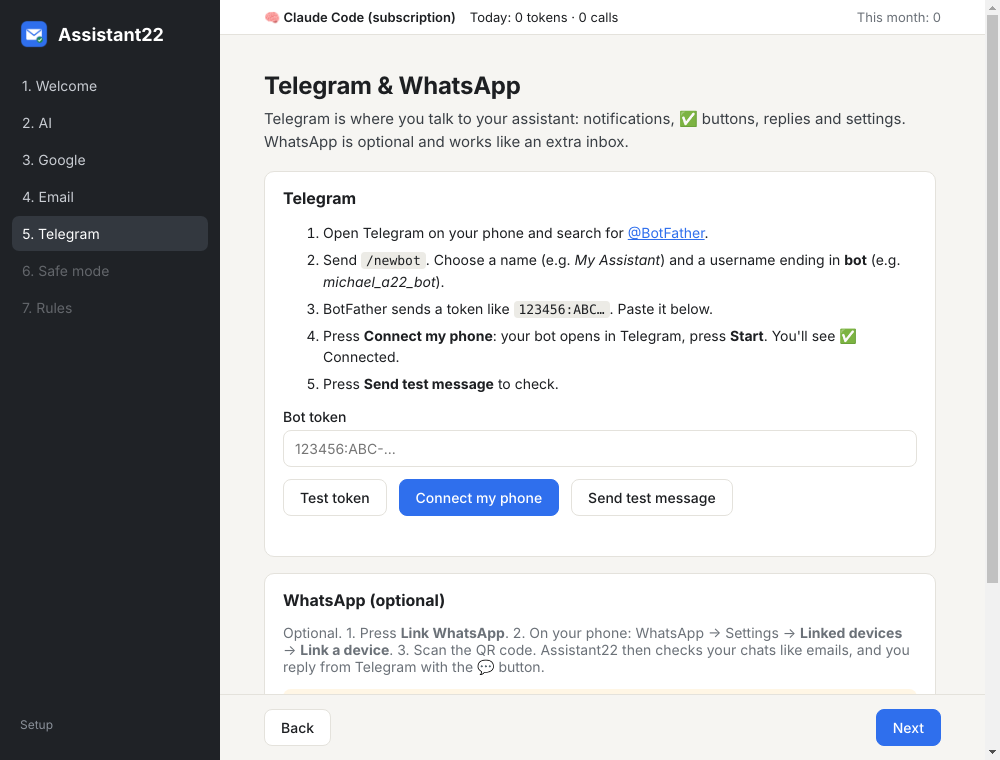 Assistant22
1. Welcome
2. AI
3. Google
4. Email
5. Telegram
6. Safe mode
7. Rules
Setup
🧠 Claude Code (subscription) Today: 0 tokens · 0 calls This month: 0
Telegram & WhatsApp
Telegram is where you talk to your assistant: notifications, ✅ buttons, replies and settings.
WhatsApp is optional and works like an extra inbox.
Telegram
1. Open Telegram on your phone and search for @BotFather.
2. Send /newbot. Choose a name (e.g. My Assistant) and a username ending in bot (e.g.
michael_a22_bot).
3. BotFather sends a token like 123456:ABC…. Paste it below.
4. Press Connect my phone: your bot opens in Telegram, press Start. You'll see ✅
Connected.
5. Press Send test message to check.
Bot token
123456:ABC-...
Test token Connect my phone Send test message
WhatsApp (optional)
Optional. 1. Press Link WhatsApp. 2. On your phone: WhatsApp → Settings → Linked devices
→ Link a device. 3. Scan the QR code. Assistant22 then checks your chats like emails, and you
reply from Telegram with the 💬 button.
Back Next